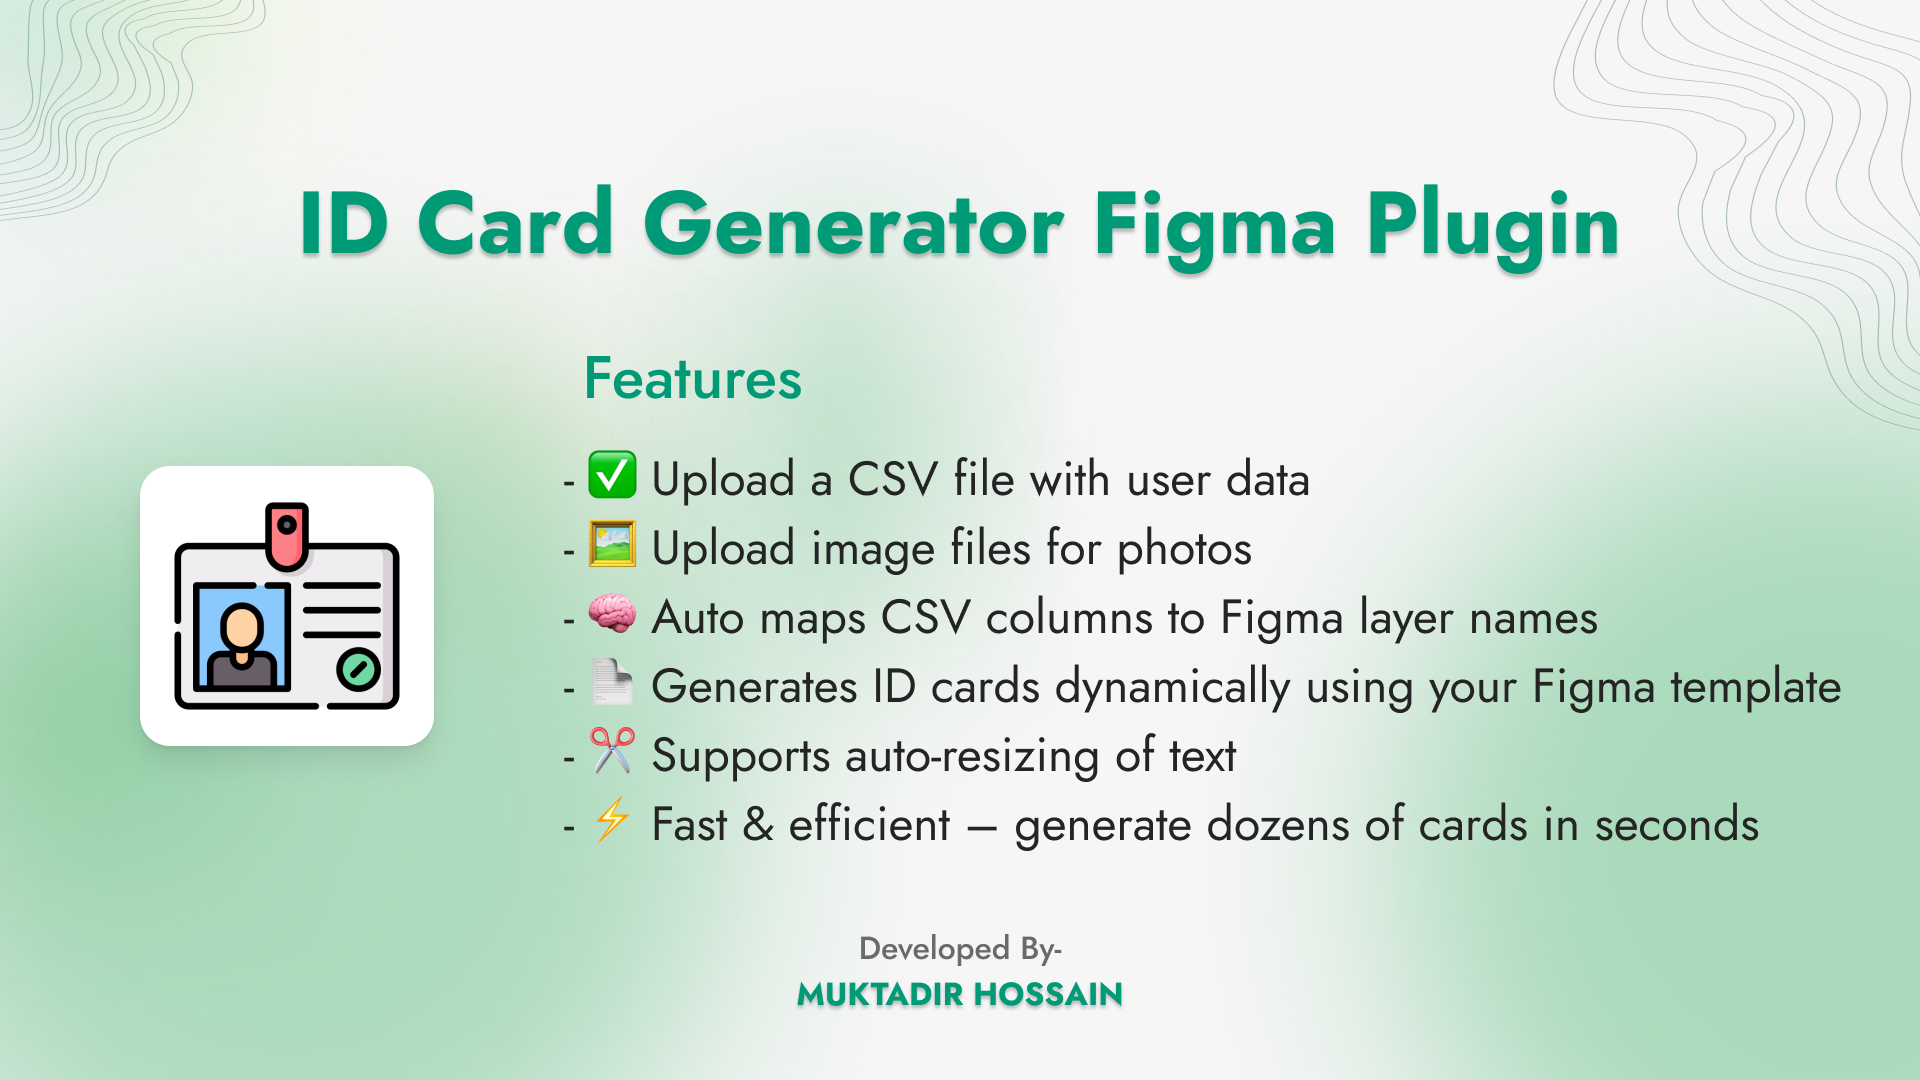 ID Card Generator Figma Plugin
Features
- ✅ Upload a CSV file with user data
- 🖼️ Upload image files for photos
- 🧠 Auto maps CSV columns to Figma layer names
- 📄 Generates ID cards dynamically using your Figma template
- ✂️ Supports auto-resizing of text
- ⚡ Fast & efficient – generate dozens of cards in seconds
Developed By-
MUKTADIR HOSSAIN